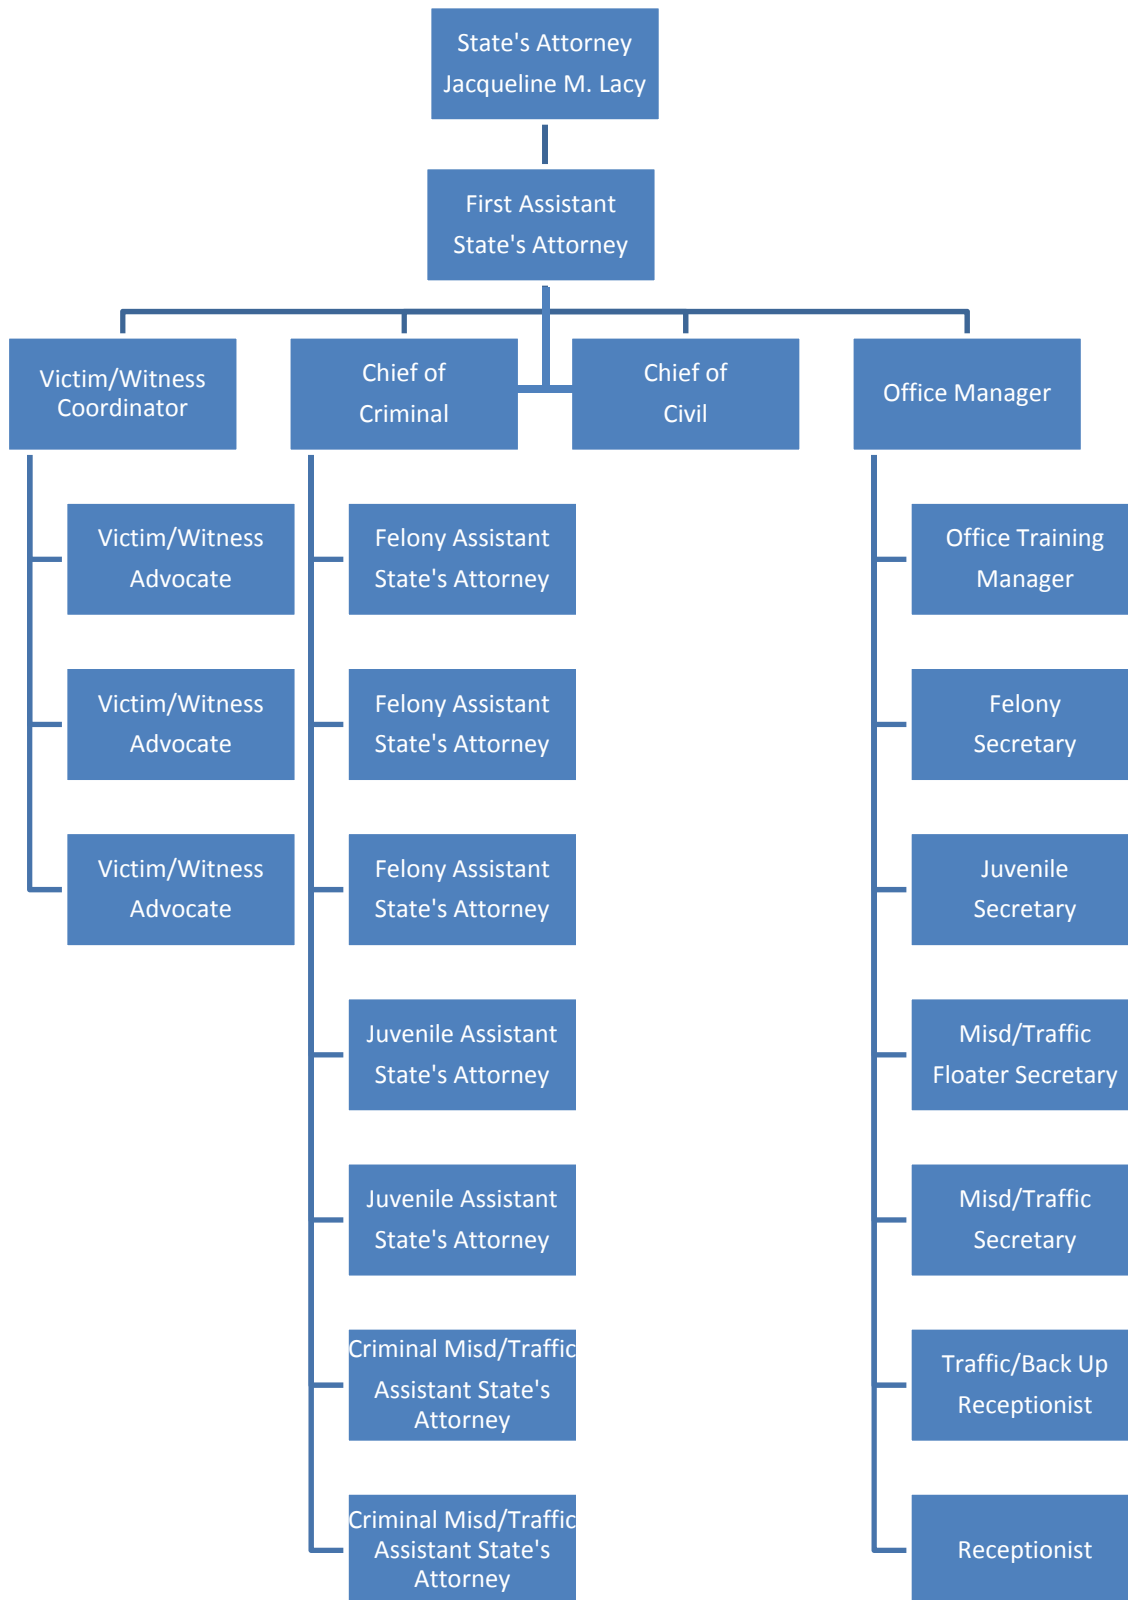 State's Attorney
Jacqueline M. Lacy
First Assistant
State's Attorney
Victim/Witness
Coordinator
Chief of
Criminal
Chief of
Civil
Office Manager
Victim/Witness
Advocate
Victim/Witness
Advocate
Victim/Witness
Advocate
Felony Assistant
State's Attorney
Felony Assistant
State's Attorney
Felony Assistant
State's Attorney
Juvenile Assistant
State's Attorney
Juvenile Assistant
State's Attorney
Criminal Misd/Traffic
Assistant State's
Attorney
Criminal Misd/Traffic
Assistant State's
Attorney
Office Training
Manager
Felony
Secretary
Juvenile
Secretary
Misd/Traffic
Floater Secretary
Misd/Traffic
Secretary
Traffic/Back Up
Receptionist
Receptionist